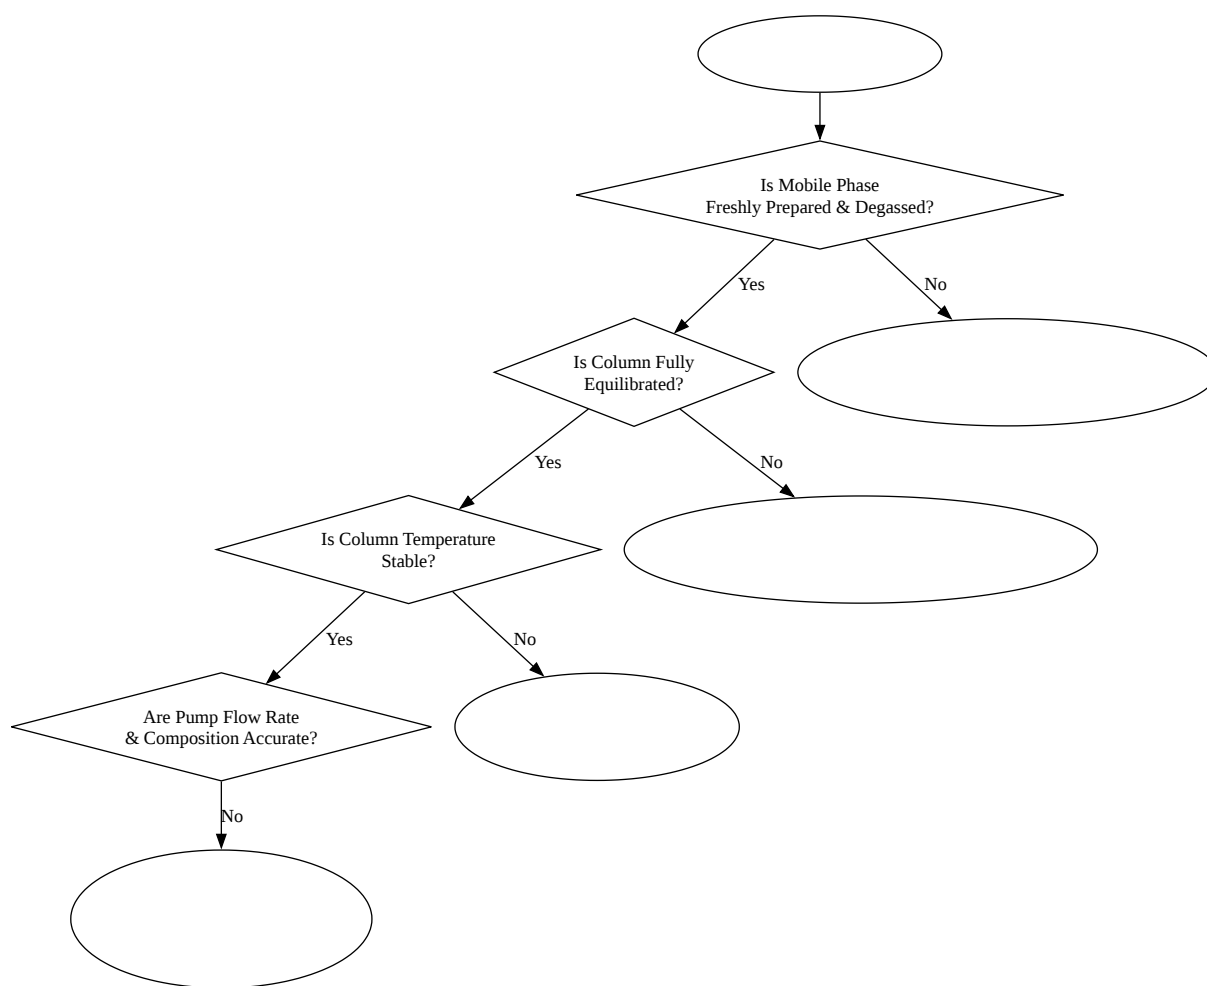 Is Mobile Phase
Freshly Prepared & Degassed?
Yes
No
Is Column Fully
Equilibrated?
Yes
No
Is Column Temperature
Stable?
Yes
No
Are Pump Flow Rate
& Composition Accurate?
No